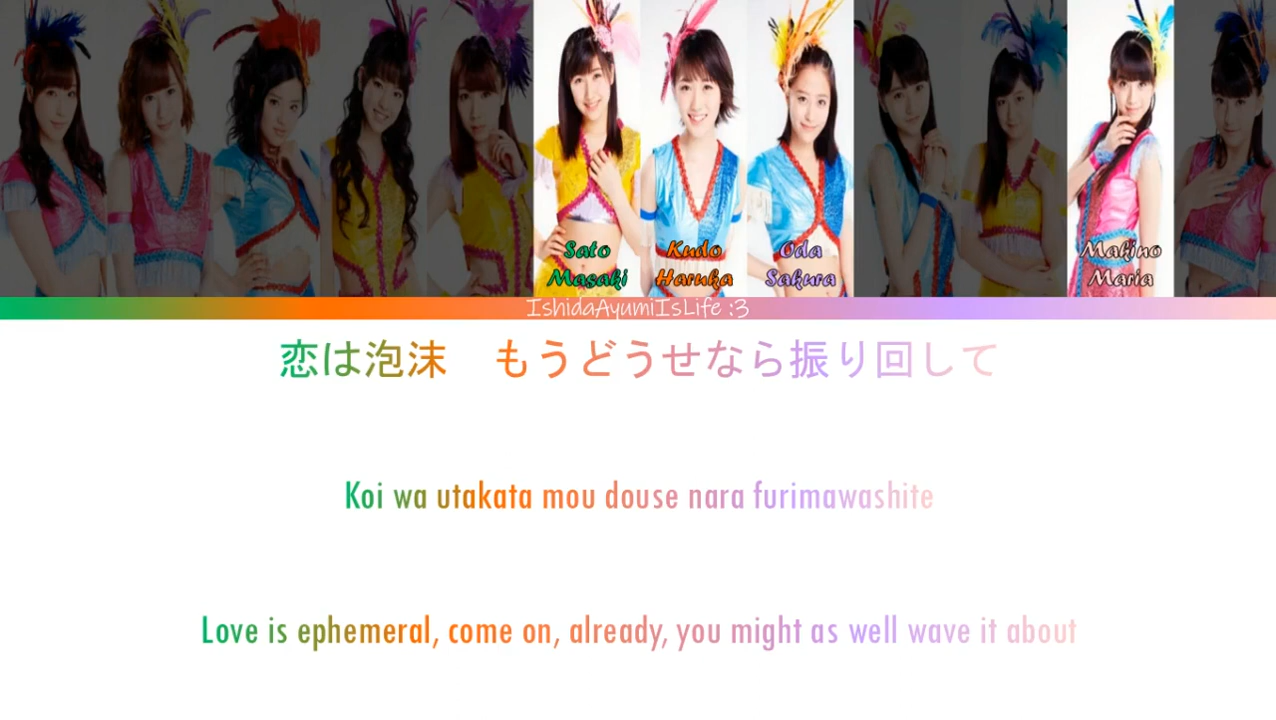 Sato
Masaki
Kudo
Haruka
Oda
Sakura
Makino
Maria
IshidaAyumiIsLife :3
恋は泡沫　もうどうせなら振り回して
Koi wa utakata mou douse nara furimawashite
Love is ephemeral, come on, already, you might as well wave it about